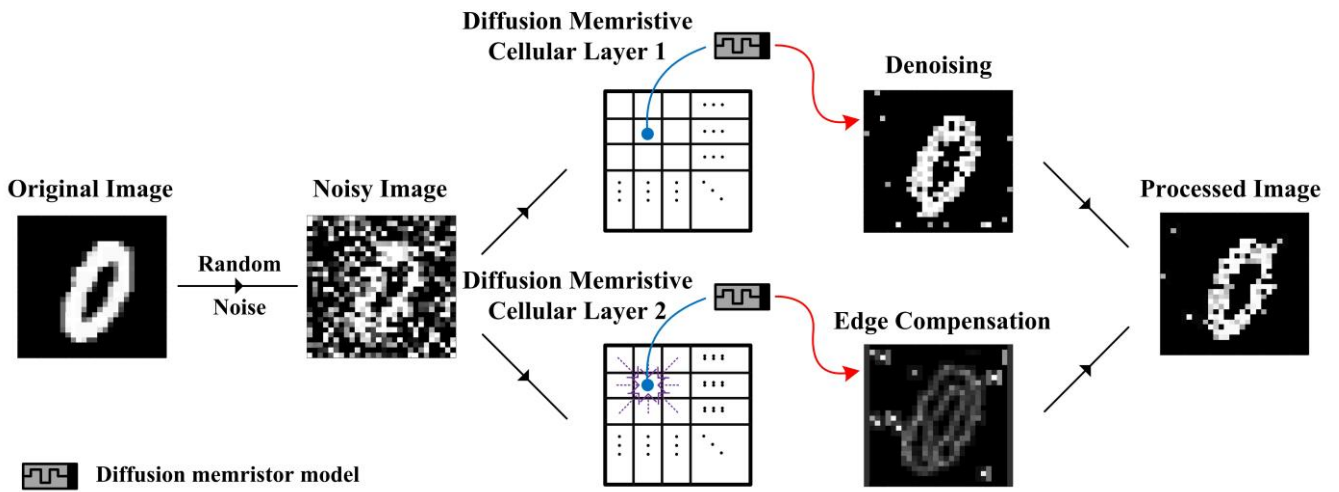 Diffusion Memristive
Cellular Layer 1
Denoising
Original Image
Noisy Image
Processed Image
Random
Noise
Diffusion Memristive
Cellular Layer 2
Edge Compensation
Diffusion memristor model